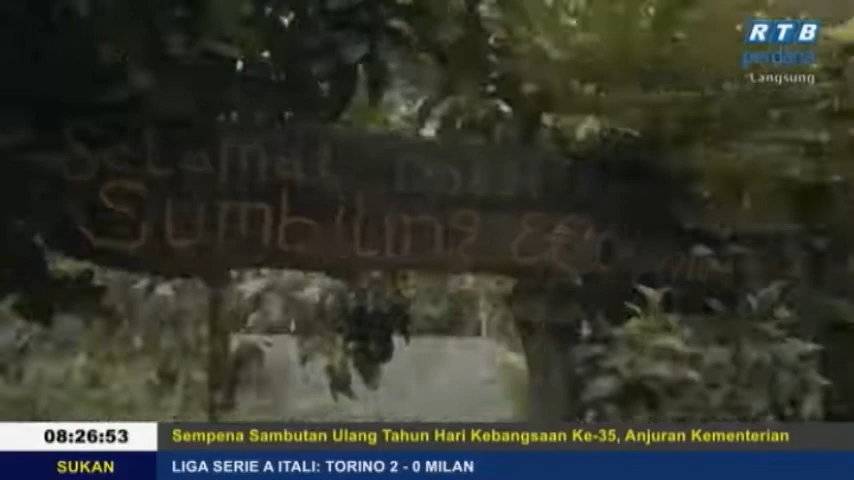 RTB
perdana
Langsung
Selamat
Sumbiling
08:26:53
Sempena Sambutan Ulang Tahun Hari Kebangsaan Ke-35, Anjuran Kementerian
SUKAN
LIGA SERIE A ITALI: TORINO 2 - 0 MILAN